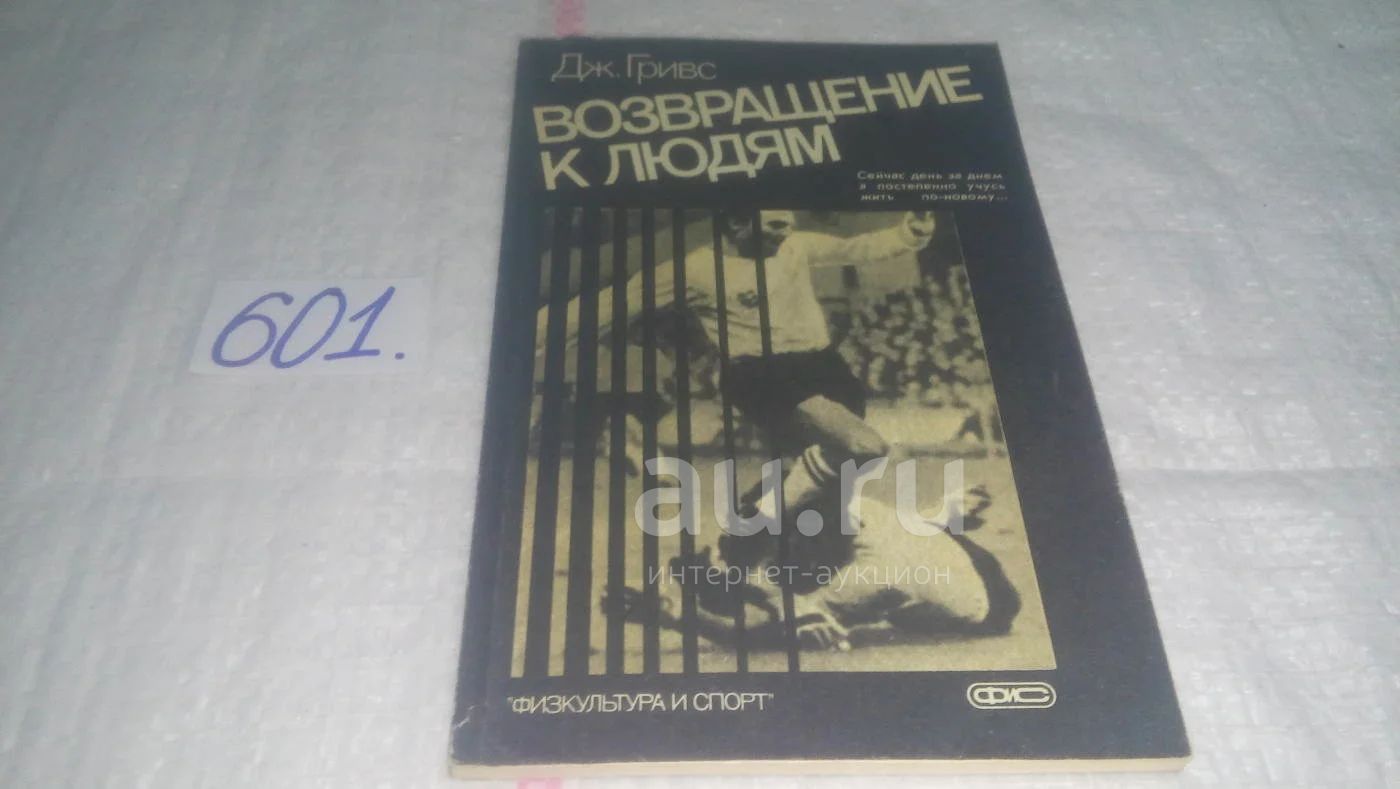 Дж. Гривс
ВОЗВРАЩЕНИЕ
К ЛЮДЯМ
Сейчас день за днем
я постепенно учусь
жить по-новому...
601.
au.ru
интернет-аукцион
"ФИЗКУЛЬТУРА И СПОРТ"
ФИС